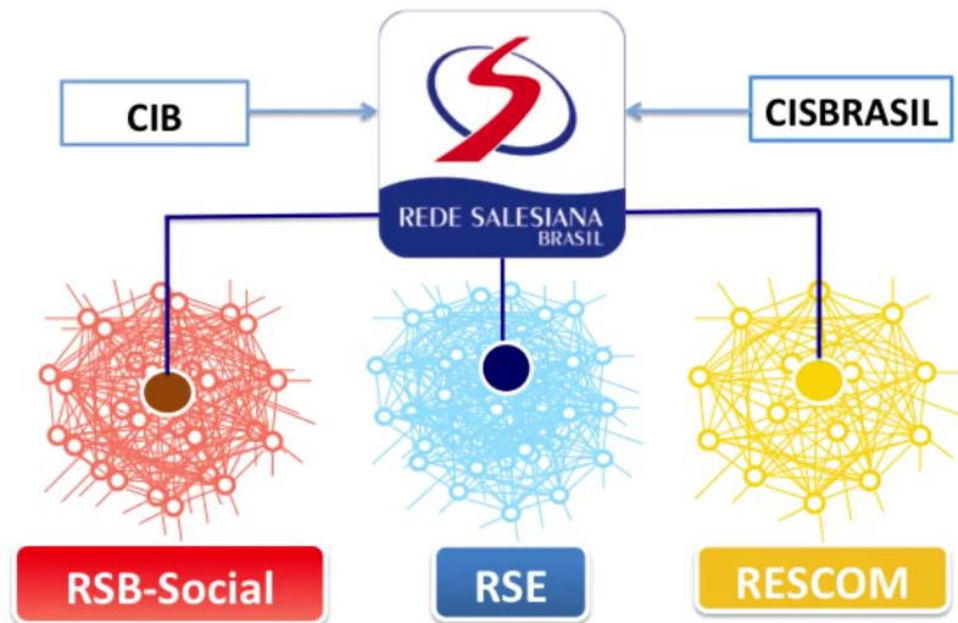 CIB
CISBRASIL
REDE SALESIANA
BRASIL
RSB-Social
RSE
RESCOM